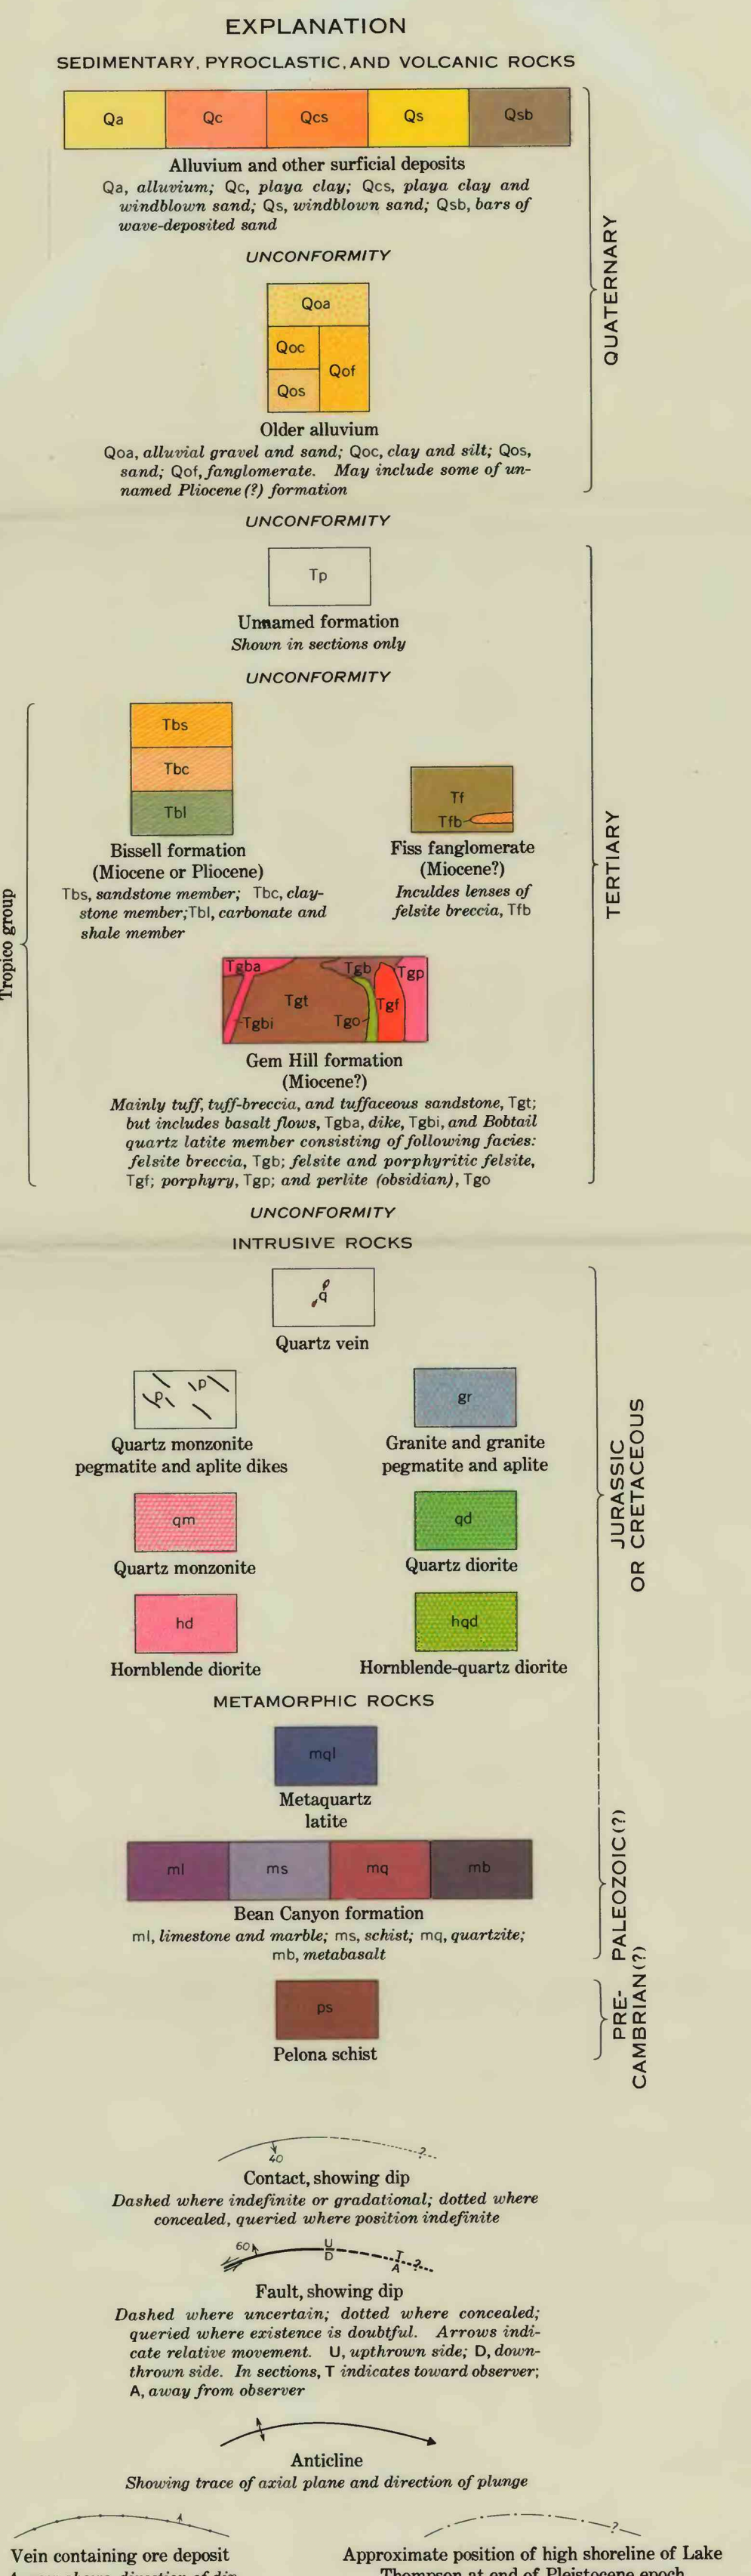 EXPLANATION
SEDIMENTARY, PYROCLASTIC, AND VOLCANIC ROCKS
Qa Qc Qcs Qs Qsb
Alluvium and other surficial deposits
Qa, alluvium; Qc, playa clay; Qcs, playa clay and
windblown sand; Qs, windblown sand; Qsb, bars of
wave-deposited sand
UNCONFORMITY
Qoa
Qoc
Qof
Qos
Older alluvium
Qoa, alluvial gravel and sand; Qoc, clay and silt; Qos,
sand; Qof, fanglomerate. May include some of un-
named Pliocene (?) formation
QUATERNARY
UNCONFORMITY
Tp
Unnamed formation
Shown in sections only
UNCONFORMITY
Tbs
Tbc
Tbl
Bissell formation
(Miocene or Pliocene)
Tbs, sandstone member; Tbc, clay-
stone member; Tbl, carbonate and
shale member
Tf
Tfb
Fiss fanglomerate
(Miocene?)
Inculdes lenses of
felsite breccia, Tfb
Tgba Tgb Tgp
Tgt Tgf
Tgbi Tgo
Gem Hill formation
(Miocene?)
Mainly tuff, tuff-breccia, and tuffaceous sandstone, Tgt;
but includes basalt flows, Tgba, dike, Tgbi, and Bobtail
quartz latite member consisting of following facies:
felsite breccia, Tgb; felsite and porphyritic felsite,
Tgf; porphyry, Tgp; and perlite (obsidian), Tgo
Tropico group
TERTIARY
UNCONFORMITY
INTRUSIVE ROCKS
q
Quartz vein
p p
Quartz monzonite
pegmatite and aplite dikes
gr
Granite and granite
pegmatite and aplite
qm
Quartz monzonite
qd
Quartz diorite
hd
Hornblende diorite
hqd
Hornblende-quartz diorite
JURASSIC
OR CRETACEOUS
METAMORPHIC ROCKS
mql
Metaquartz
latite
ml ms mq mb
Bean Canyon formation
ml, limestone and marble; ms, schist; mq, quartzite;
mb, metabasalt
PALEOZOIC(?)
ps
Pelona schist
PRE-
CAMBRIAN(?)
40 ?
Contact, showing dip
Dashed where indefinite or gradational; dotted where
concealed, queried where position indefinite
60 U D T A ?
Fault, showing dip
Dashed where uncertain; dotted where concealed;
queried where existence is doubtful. Arrows indi-
cate relative movement. U, upthrown side; D, down-
thrown side. In sections, T indicates toward observer;
A, away from observer
Anticline
Showing trace of axial plane and direction of plunge
Vein containing ore deposit
?
Approximate position of high shoreline of Lake
Thompson at end of Pleistocene epoch